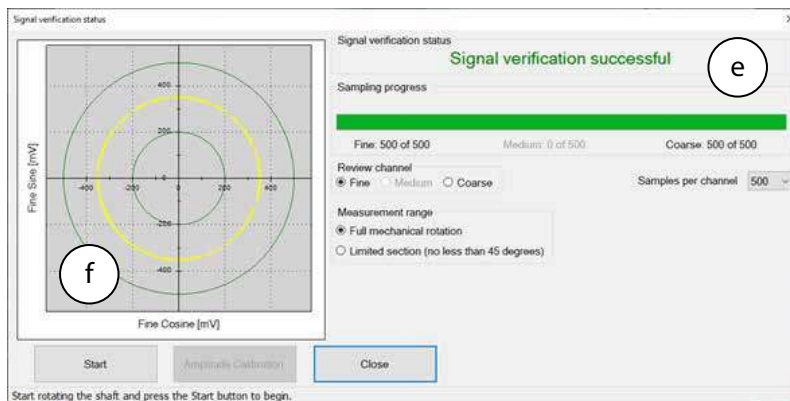 Signal verification status
Signal verification status
Signal verification successful
e
Sampling progress
Fine: 500 of 500 Medium: 0 of 500 Coarse: 500 of 500
Review channel
Fine Medium Coarse
Samples per channel 500
Measurement range
Full mechanical rotation
Limited section (no less than 45 degrees)
Fine Sine [mV]
400
200
-400 -200 0 200 400
0
-200
-400
f
Fine Cosine [mV]
Start Amplitude Calibration Close
Start rotating the shaft and press the Start button to begin.